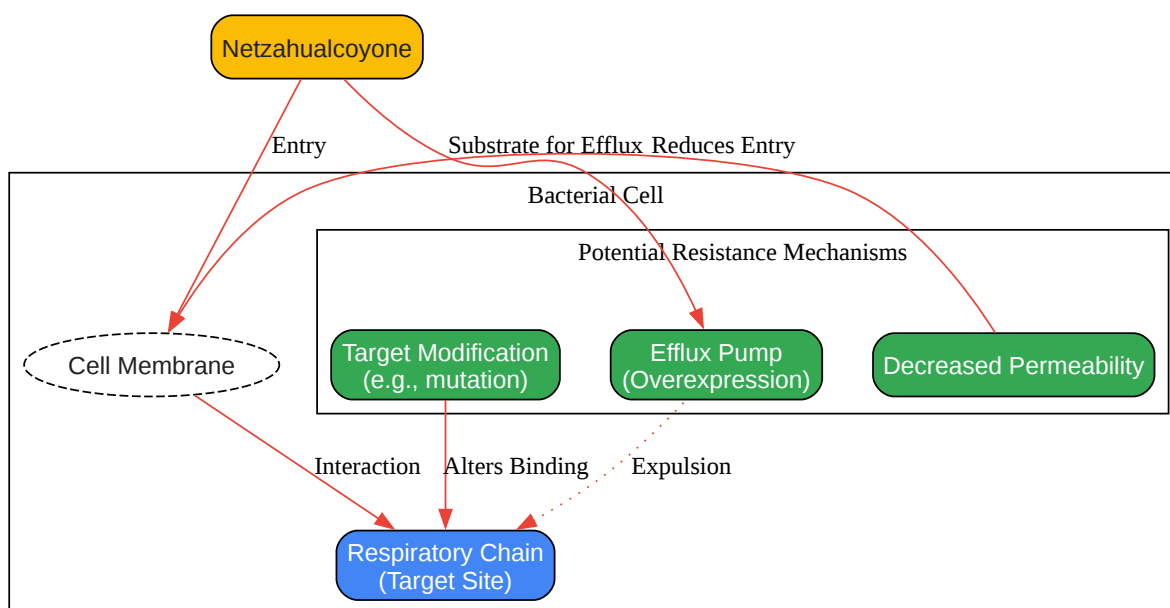 Netzahualcoyone
Entry
Substrate for Efflux
Reduces Entry
Bacterial Cell
Potential Resistance Mechanisms
Cell Membrane
Target Modification
(e.g., mutation)
Efflux Pump
(Overexpression)
Decreased Permeability
Interaction
Alters Binding
Expulsion
Respiratory Chain
(Target Site)